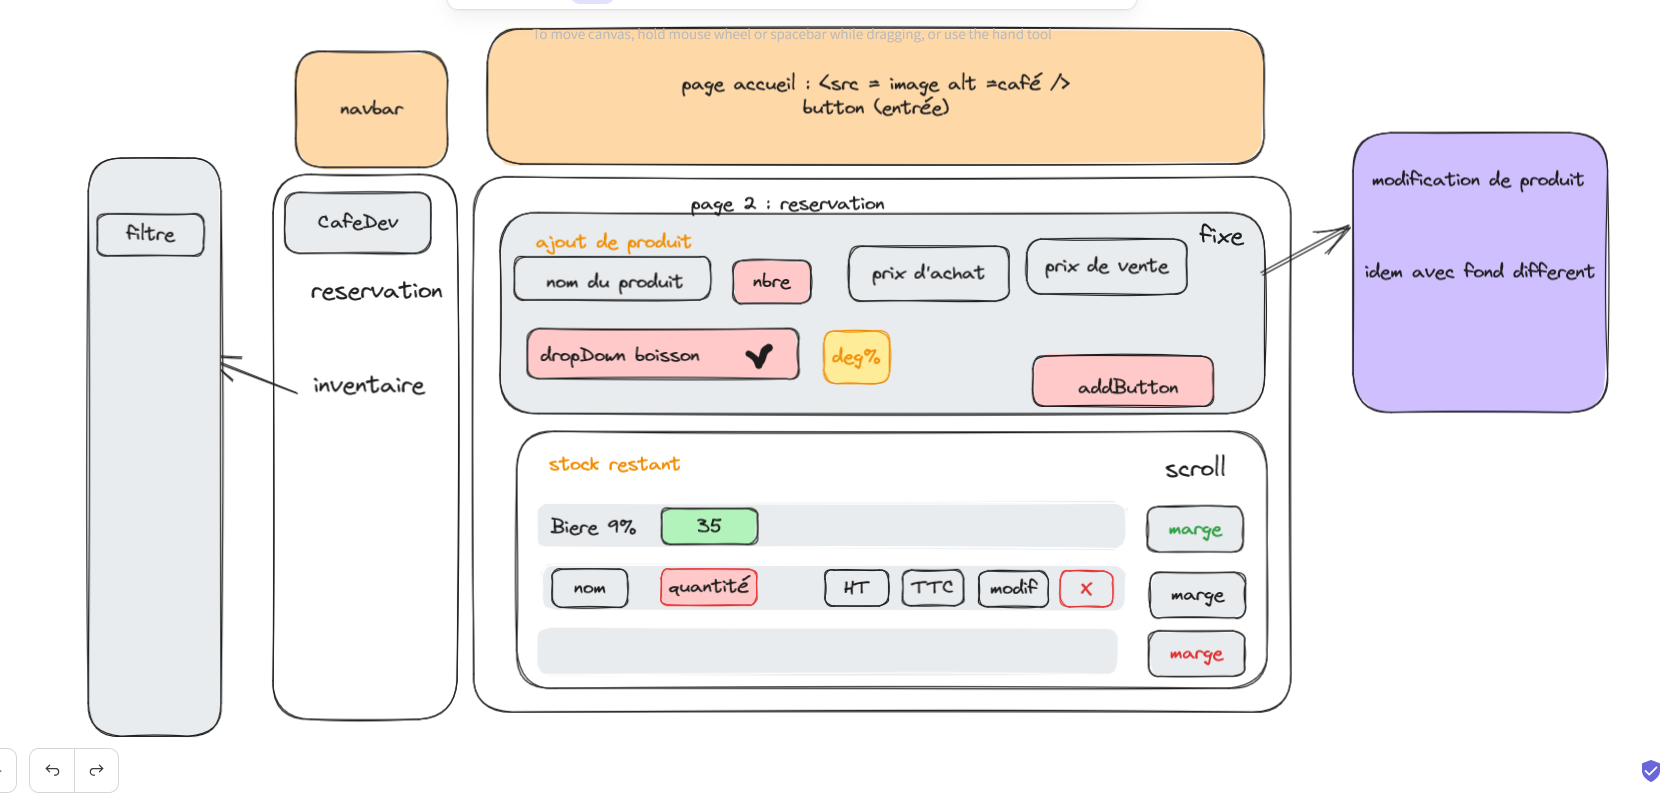 To move canvas, hold mouse wheel or spacebar while dragging, or use the hand tool
page accueil : <src = image alt =café />
button (entrée)
navbar
filtre
CafeDev
reservation
inventaire
page 2 : reservation
fixe
ajout de produit
nom du produit
nbre
prix d'achat
prix de vente
dropDown boisson
deg%
addButton
modification de produit
idem avec fond different
stock restant
scroll
Biere 9%
35
marge
nom
quantité
HT
TTC
modif
X
marge
marge